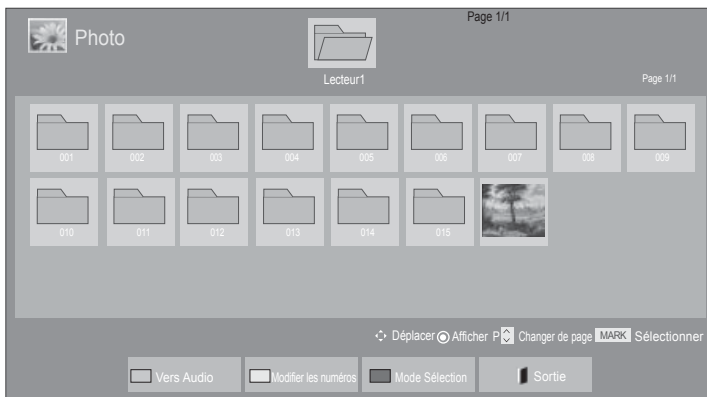 Page 1/1
Photo
Lecteur1
Page 1/1
001 002 003 004 005 006 007 008 009
010 011 012 013 014 015
Déplacer Afficher P Changer de page MARK Sélectionner
Vers Audio Modifier les numéros Mode Sélection Sortie